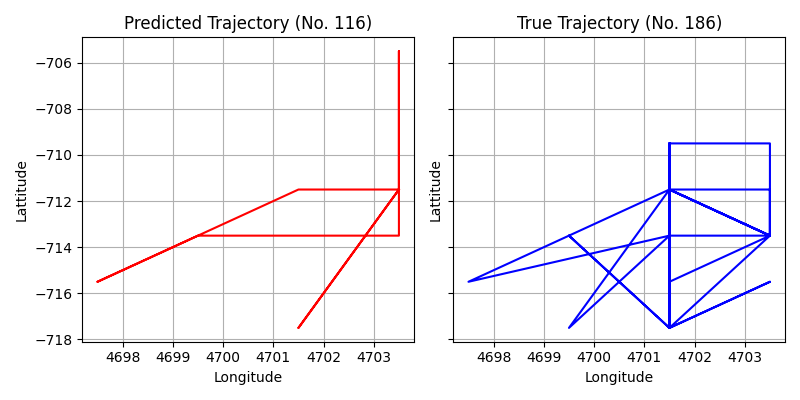 Predicted Trajectory (No. 116)
True Trajectory (No. 186)
Lattitude
−706
−708
−710
−712
−714
−716
−718
4698 4699 4700 4701 4702 4703
Longitude
Lattitude
4698 4699 4700 4701 4702 4703
Longitude